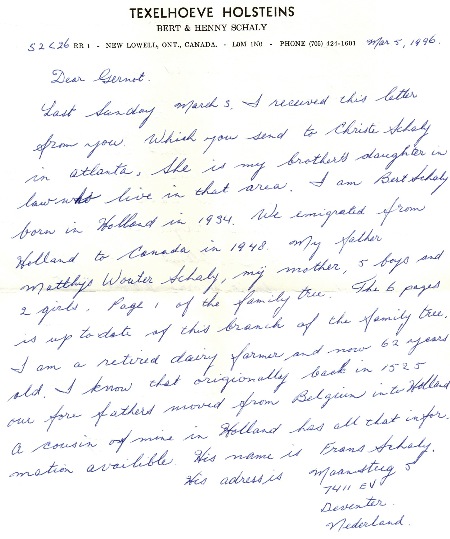 TEXELHOEVE HOLSTEINS
BERT & HENNY SCHALY
S2 C26 RR 1 - NEW LOWELL, ONT., CANADA. - L0M 1N0 - PHONE (705) 424-1601 Mar 5, 1996.
Dear Gernot.
Last Sunday March 3. I received this letter
from you. Which you send to Christe Schaly
in atlanta, She is my brother's daughter in
law who live in that area. I am Bert Schaly
born in Holland in 1934. We emigrated from
Holland to Canada in 1948. My father
Matthys Wouter Schaly, my mother, 5 boys and
2 girls. Page 1 of the family tree. The 6 pages
is up to date of this branch of the family tree.
I am a retired dairy farmer and now 62 years
old. I know that origionally back in 1525
our fore fathers moved from Belgium into Holland
A cousin of mine in Holland has all that infor.
mation availible. His name is Frans Schaly.
His adress is Maansteeg 5
7411 EV
Deventer.
Nederland.